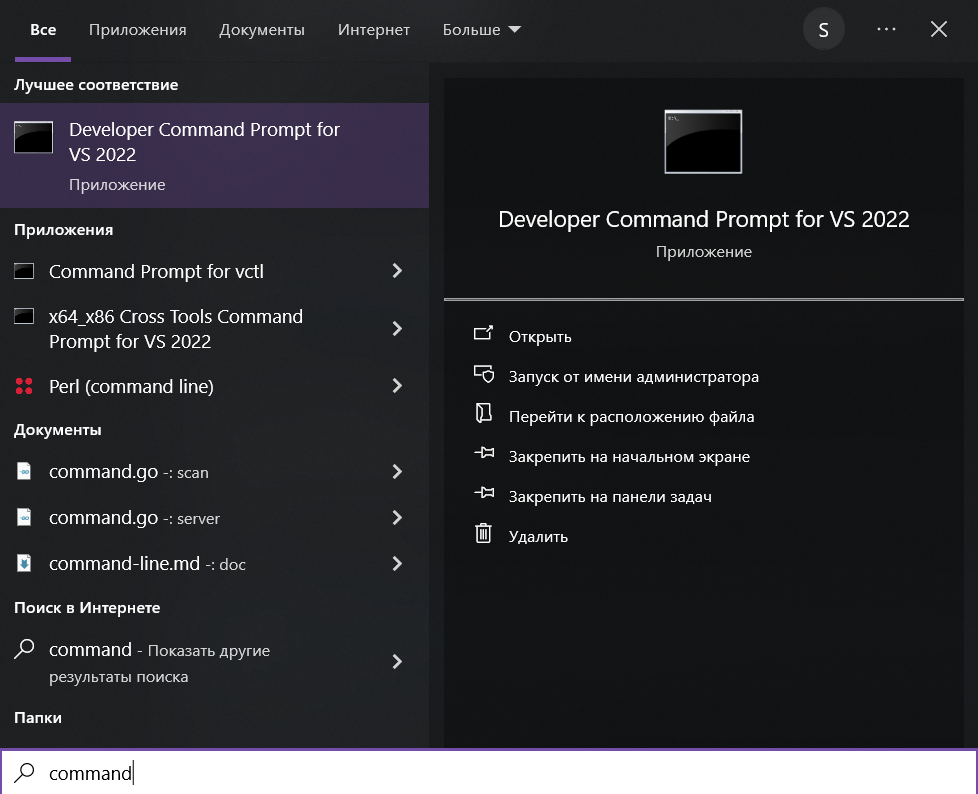 Все Приложения Документы Интернет Больше S
Лучшее соответствие
Developer Command Prompt for
VS 2022
Приложение
Приложения
Command Prompt for vctl
x64_x86 Cross Tools Command
Prompt for VS 2022
Perl (command line)
Документы
command.go -: scan
command.go -: server
command-line.md -: doc
Поиск в Интернете
command - Показать другие
результаты поиска
Папки
command
Developer Command Prompt for VS 2022
Приложение
Открыть
Запуск от имени администратора
Перейти к расположению файла
Закрепить на начальном экране
Закрепить на панели задач
Удалить